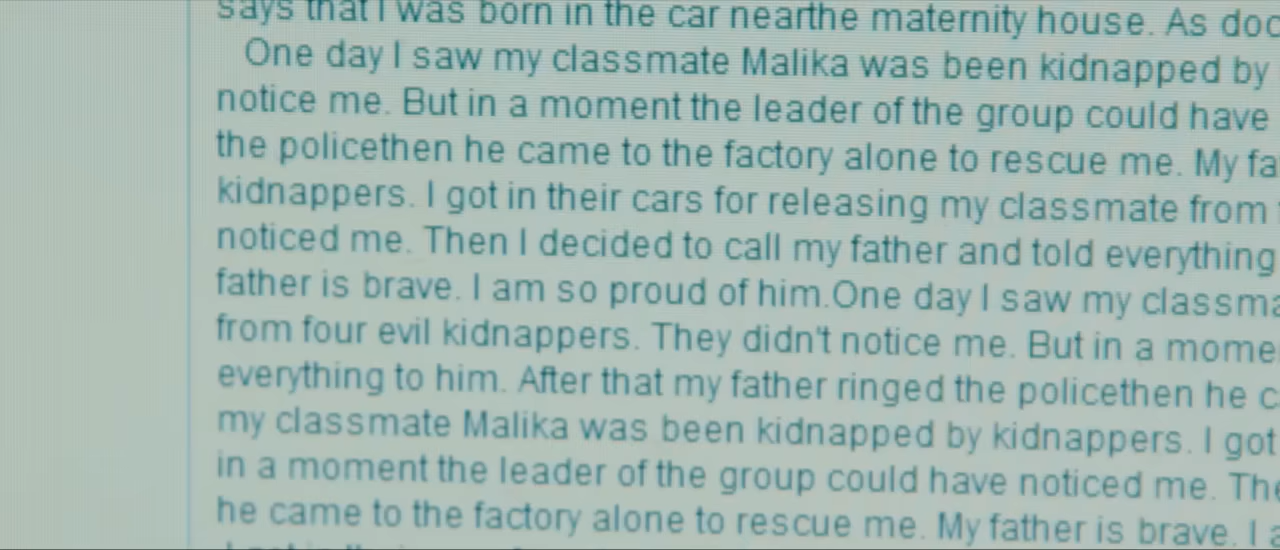 says that I was born in the car nearthe maternity house. As doc
One day I saw my classmate Malika was been kidnapped by
notice me. But in a moment the leader of the group could have
the policethen he came to the factory alone to rescue me. My fa
kidnappers. I got in their cars for releasing my classmate from
noticed me. Then I decided to call my father and told everything
father is brave. I am so proud of him.One day I saw my classma
from four evil kidnappers. They didn't notice me. But in a mome
everything to him. After that my father ringed the policethen he c
my classmate Malika was been kidnapped by kidnappers. I got
in a moment the leader of the group could have noticed me. The
he came to the factory alone to rescue me. My father is brave. I a